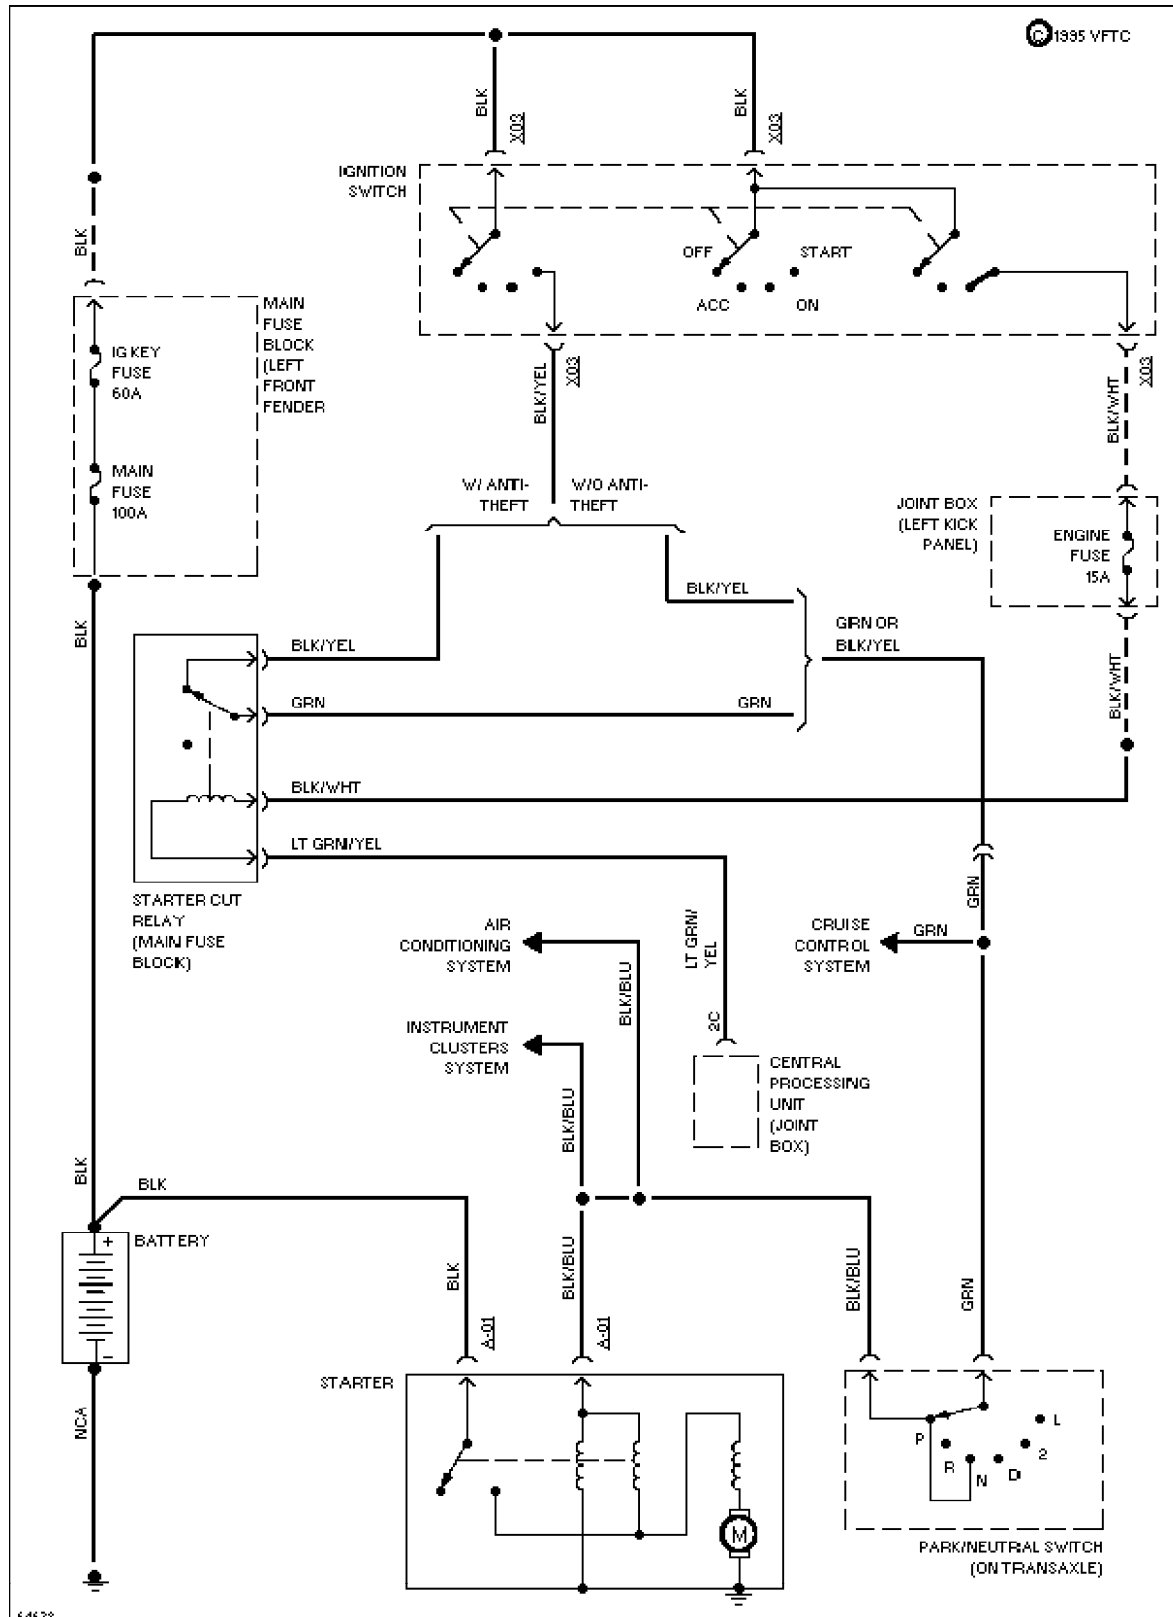 © 1995 VFTC
BLK
X03
BLK
X03
IGNITION
SWITCH
BLK
OFF
START
ACC
ON
MAIN
FUSE
BLOCK
(LEFT
FRONT
FENDER
IG KEY
FUSE
60A
MAIN
FUSE
100A
BLK/YEL
X03
BLK/WHT
X03
W/ ANTI-
THEFT
W/O ANTI-
THEFT
JOINT BOX
(LEFT KICK
PANEL)
ENGINE
FUSE
15A
BLK
BLK/YEL
BLK/YEL
GRN OR
BLK/YEL
GRN
GRN
BLK/WHT
BLK/WHT
LT GRN/YEL
STARTER CUT
RELAY
(MAIN FUSE
BLOCK)
AIR
CONDITIONING
SYSTEM
BLK/BLU
LT GRN/
YEL
CRUISE
CONTROL
SYSTEM
GRN
GRN
INSTRUMENT
CLUSTERS
SYSTEM
BLK/BLU
2C
CENTRAL
PROCESSING
UNIT
(JOINT
BOX)
BLK
BLK
BATTERY
+
–
BLK
A-01
BLK/BLU
A-01
BLK/BLU
GRN
NCA
STARTER
M
P
R
N
D
2
L
PARK/NEUTRAL SWITCH
(ON TRANSAXLE)